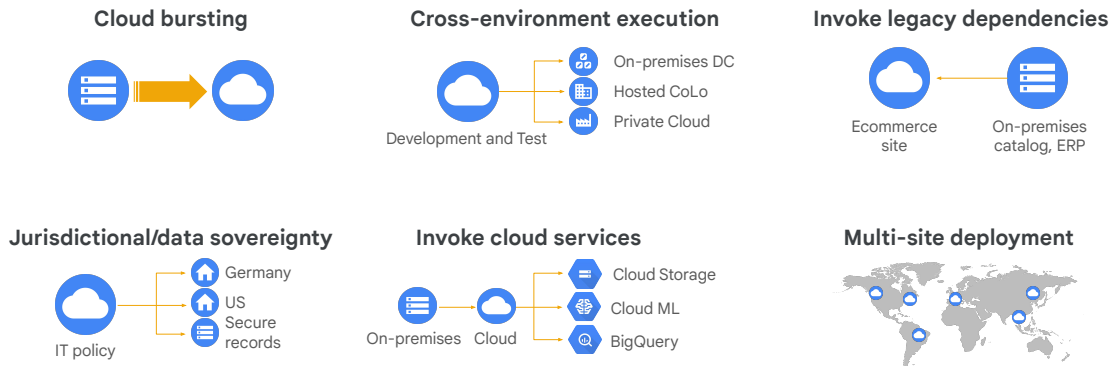 Cloud bursting
Cross-environment execution
On-premises DC
Hosted CoLo
Private Cloud
Development and Test
Invoke legacy dependencies
Ecommerce
site
On-premises
catalog, ERP
Jurisdictional/data sovereignty
Germany
US
Secure
records
IT policy
Invoke cloud services
Cloud Storage
Cloud ML
BigQuery
On-premises
Cloud
Multi-site deployment